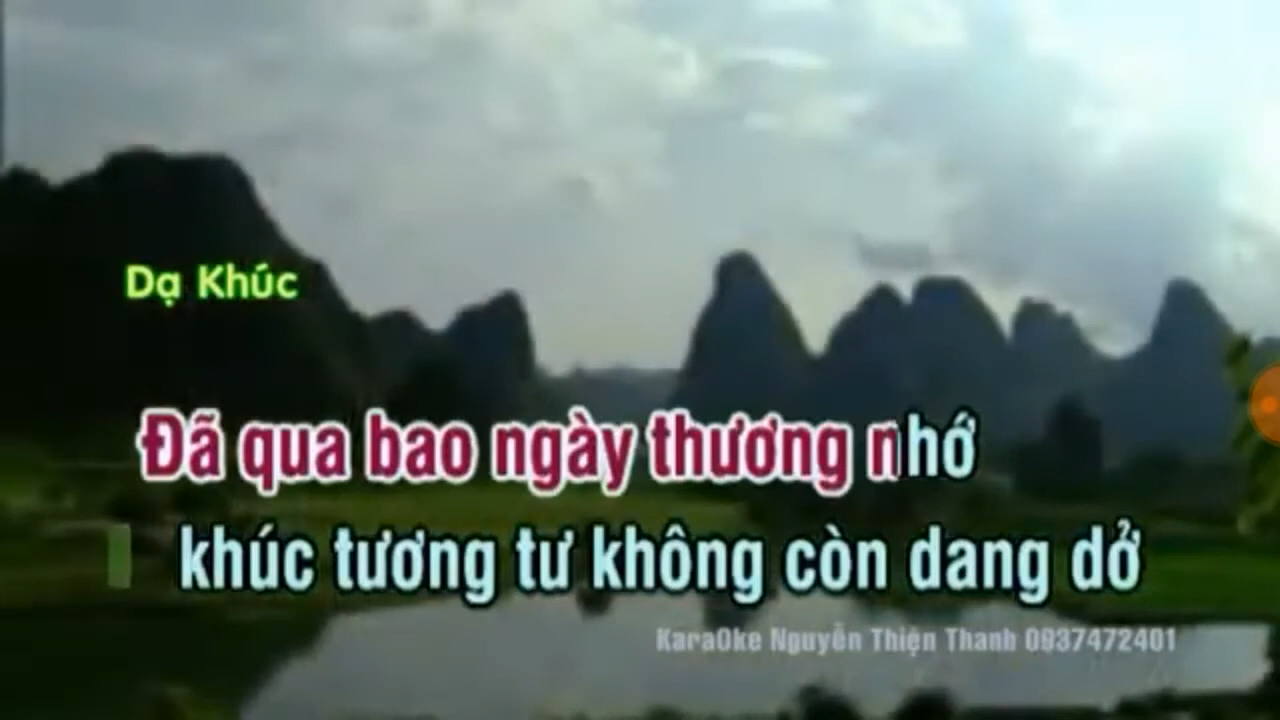 Dạ Khúc
Đã qua bao ngày thương nhớ
khúc tương tư không còn dang dở
KaraOke Nguyễn Thiện Thanh 0937472401